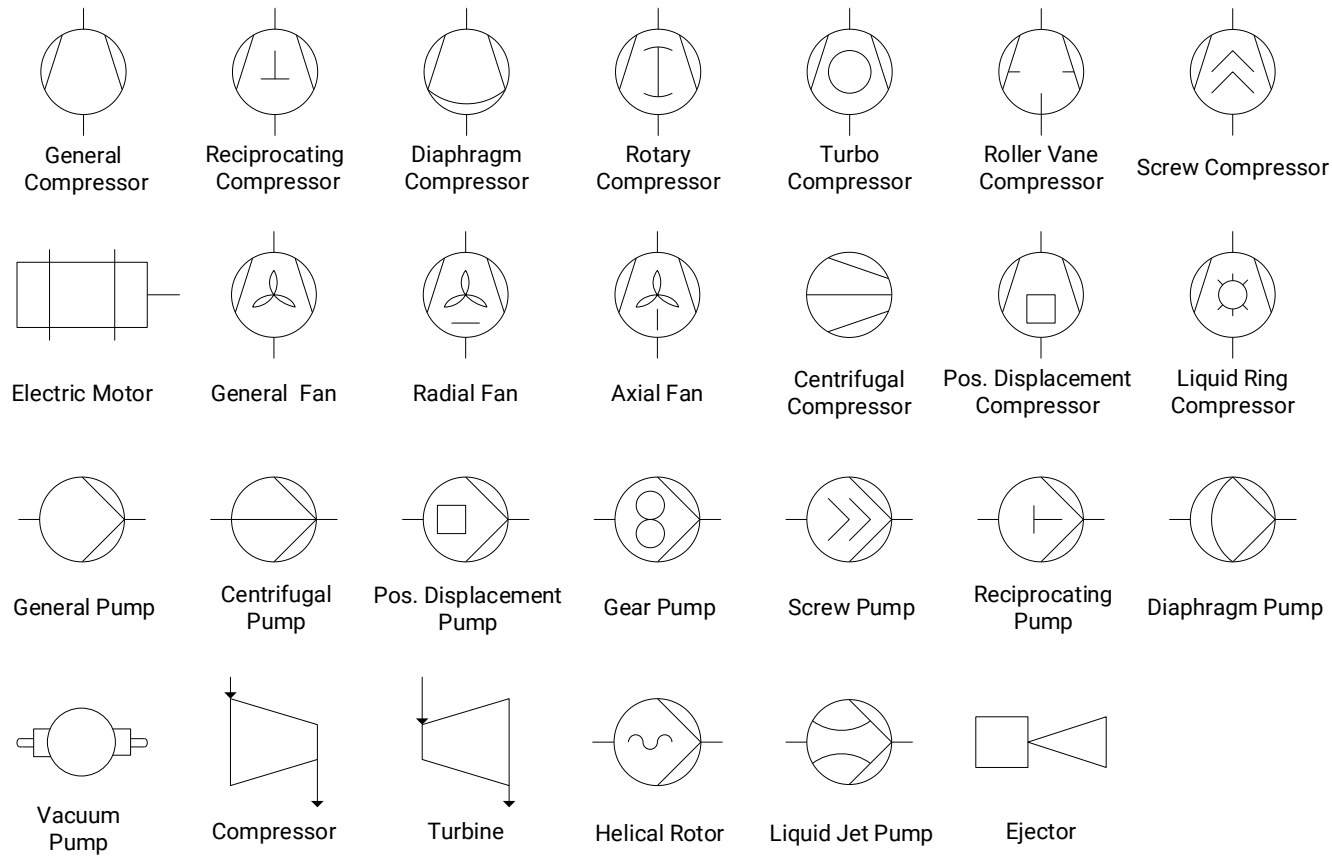 General
Compressor
Reciprocating
Compressor
Diaphragm
Compressor
Rotary
Compressor
Turbo
Compressor
Roller Vane
Compressor
Screw Compressor
Electric Motor
General  Fan
Radial Fan
Axial Fan
Centrifugal
Compressor
Pos. Displacement
Compressor
Liquid Ring
Compressor
General Pump
Centrifugal
Pump
Pos. Displacement
Pump
Gear Pump
Screw Pump
Reciprocating
Pump
Diaphragm Pump
Vacuum
Pump
Compressor
Turbine
Helical Rotor
Liquid Jet Pump
Ejector